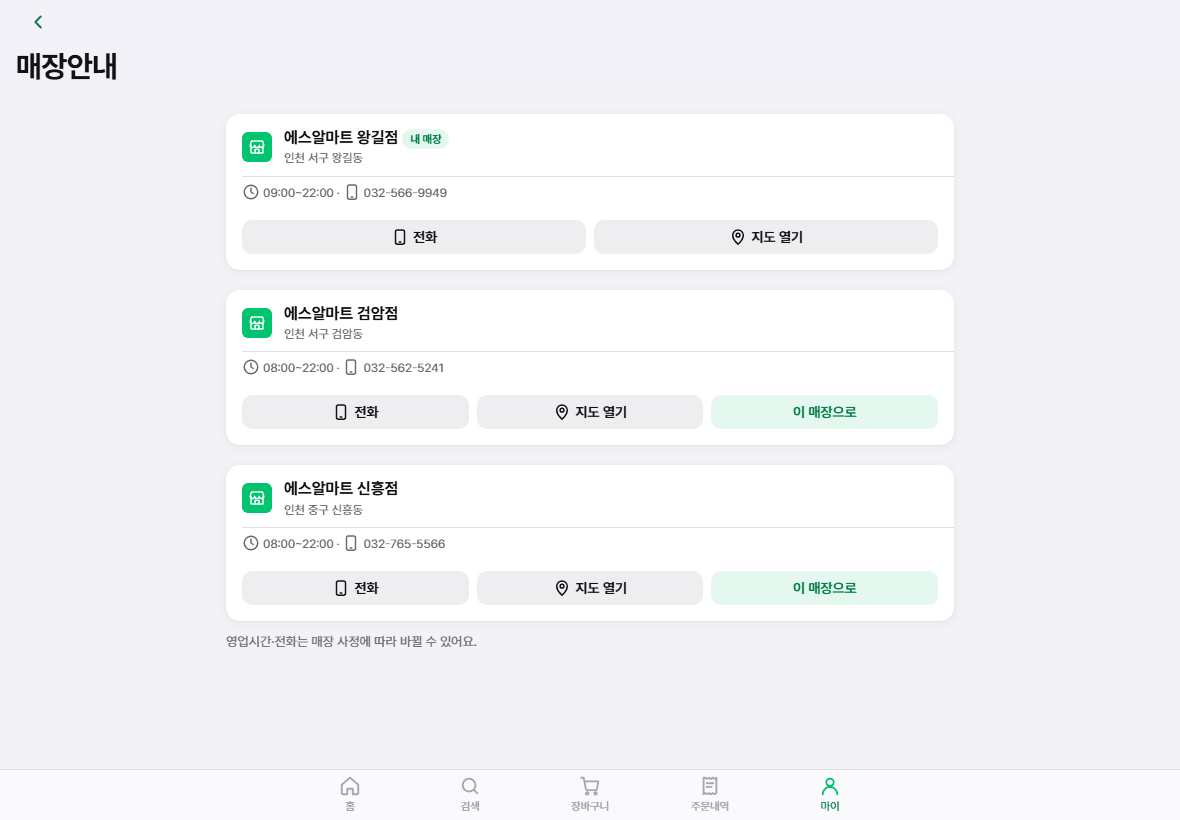 매장안내
에스알마트 왕길점 내 매장
인천 서구 왕길동
09:00~22:00 · 032-566-9949
전화 지도 열기
에스알마트 검암점
인천 서구 검암동
08:00~22:00 · 032-562-5241
전화 지도 열기 이 매장으로
에스알마트 신흥점
인천 중구 신흥동
08:00~22:00 · 032-765-5566
전화 지도 열기 이 매장으로
영업시간·전화는 매장 사정에 따라 바뀔 수 있어요.
홈 검색 장바구니 주문내역 마이